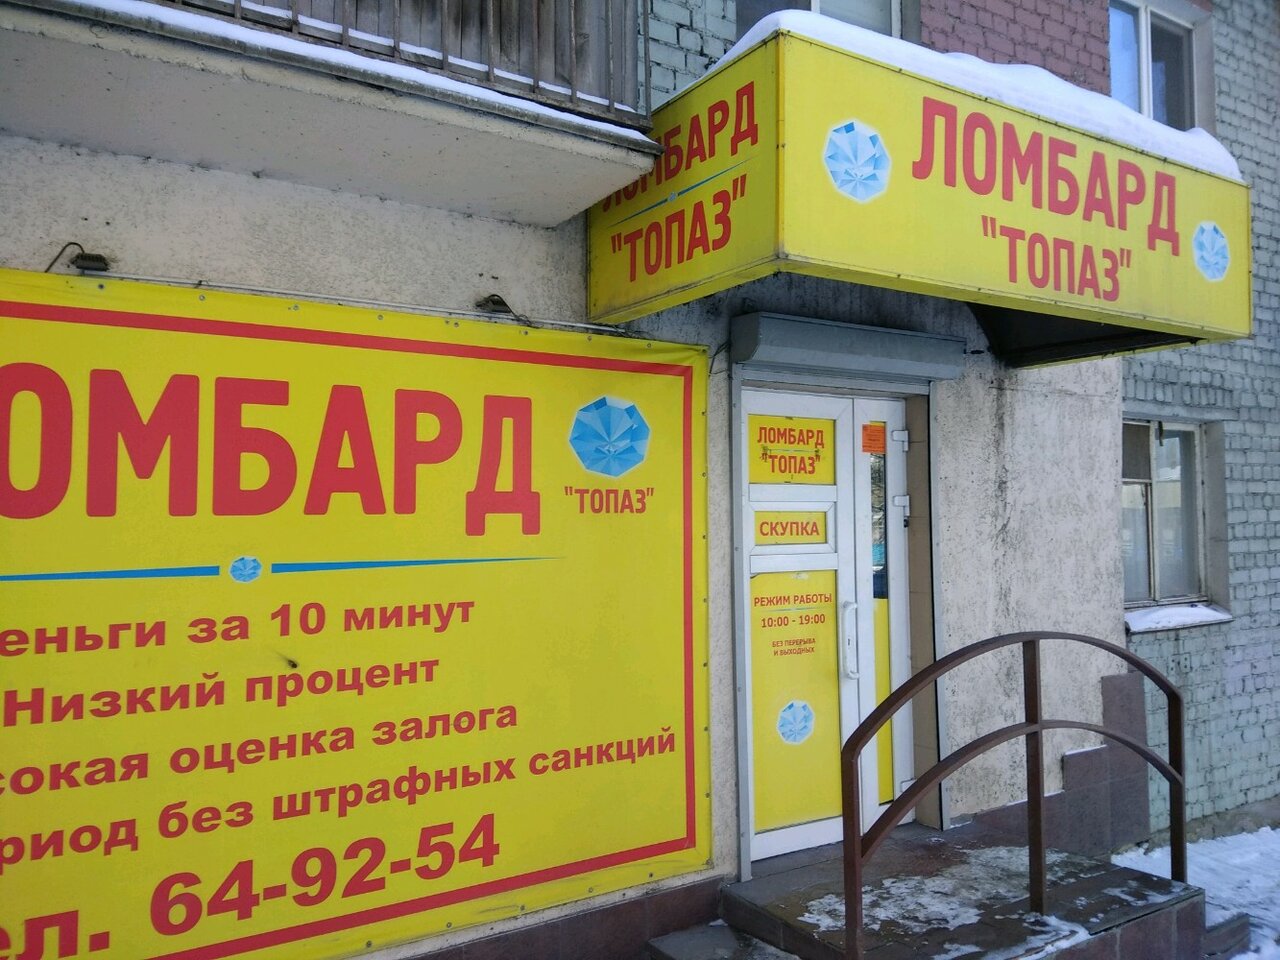 ЛОМБАРД
"ТОПАЗ"
ЛОМБАРД
"ТОПАЗ"
ОМБАРД
"ТОПАЗ"
еньги за 10 минут
Низкий процент
сокая оценка залога
риод без штрафных санкций
ел. 64-92-54
ЛОМБАРД
"ТОПАЗ"
СКУПКА
РЕЖИМ РАБОТЫ
10:00 - 19:00
БЕЗ ПЕРЕРЫВА
И ВЫХОДНЫХ